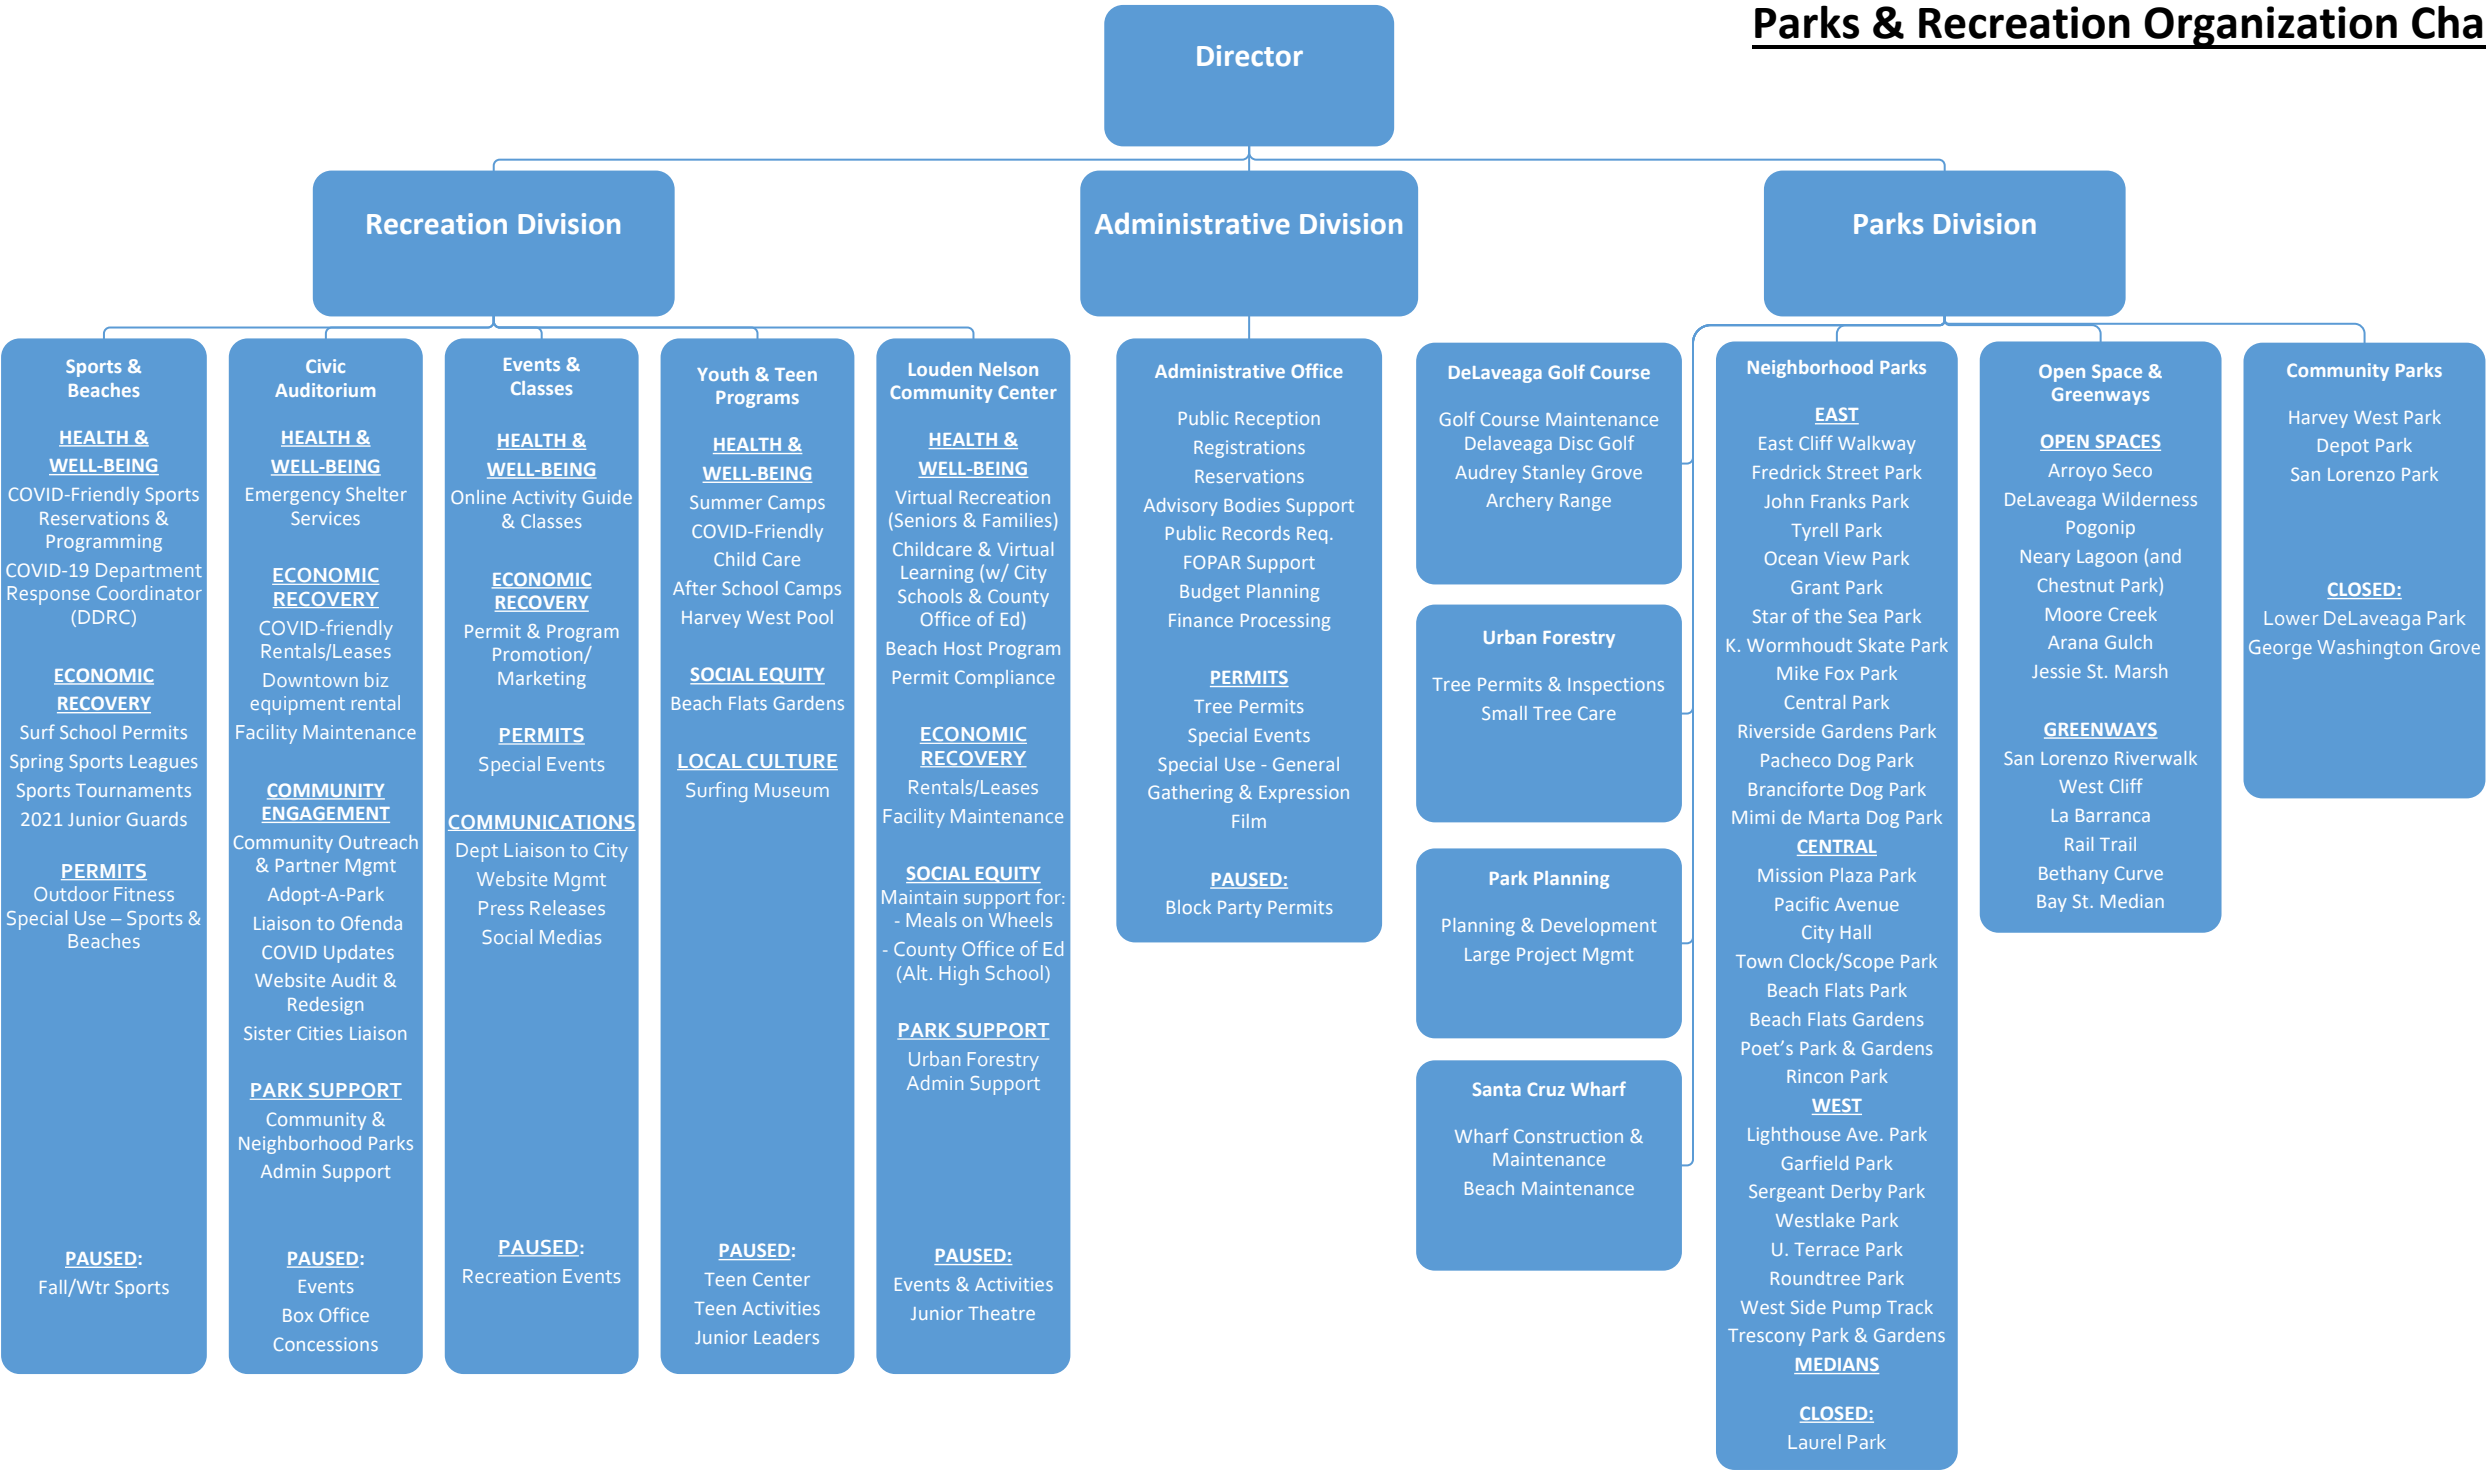 Parks & Recreation Organization Cha
Director
Recreation Division
Administrative Division
Parks Division
Sports &
Beaches
HEALTH &
WELL-BEING
COVID-Friendly Sports
Reservations &
Programming
COVID-19 Department
Response Coordinator
(DDRC)
ECONOMIC
RECOVERY
Surf School Permits
Spring Sports Leagues
Sports Tournaments
2021 Junior Guards
PERMITS
Outdoor Fitness
Special Use – Sports &
Beaches
PAUSED:
Fall/Wtr Sports
Civic
Auditorium
HEALTH &
WELL-BEING
Emergency Shelter
Services
ECONOMIC
RECOVERY
COVID-friendly
Rentals/Leases
Downtown biz
equipment rental
Facility Maintenance
COMMUNITY
ENGAGEMENT
Community Outreach
& Partner Mgmt
Adopt-A-Park
Liaison to Ofenda
COVID Updates
Website Audit &
Redesign
Sister Cities Liaison
PARK SUPPORT
Community &
Neighborhood Parks
Admin Support
PAUSED:
Events
Box Office
Concessions
Events &
Classes
HEALTH &
WELL-BEING
Online Activity Guide
& Classes
ECONOMIC
RECOVERY
Permit & Program
Promotion/
Marketing
PERMITS
Special Events
COMMUNICATIONS
Dept Liaison to City
Website Mgmt
Press Releases
Social Medias
PAUSED:
Recreation Events
Youth & Teen
Programs
HEALTH &
WELL-BEING
Summer Camps
COVID-Friendly
Child Care
After School Camps
Harvey West Pool
SOCIAL EQUITY
Beach Flats Gardens
LOCAL CULTURE
Surfing Museum
PAUSED:
Teen Center
Teen Activities
Junior Leaders
Louden Nelson
Community Center
HEALTH &
WELL-BEING
Virtual Recreation
(Seniors & Families)
Childcare & Virtual
Learning (w/ City
Schools & County
Office of Ed)
Beach Host Program
Permit Compliance
ECONOMIC
RECOVERY
Rentals/Leases
Facility Maintenance
SOCIAL EQUITY
Maintain support for:
- Meals on Wheels
- County Office of Ed
(Alt. High School)
PARK SUPPORT
Urban Forestry
Admin Support
PAUSED:
Events & Activities
Junior Theatre
Administrative Office
Public Reception
Registrations
Reservations
Advisory Bodies Support
Public Records Req.
FOPAR Support
Budget Planning
Finance Processing
PERMITS
Tree Permits
Special Events
Special Use - General
Gathering & Expression
Film
PAUSED:
Block Party Permits
DeLaveaga Golf Course
Golf Course Maintenance
Delaveaga Disc Golf
Audrey Stanley Grove
Archery Range
Urban Forestry
Tree Permits & Inspections
Small Tree Care
Park Planning
Planning & Development
Large Project Mgmt
Santa Cruz Wharf
Wharf Construction &
Maintenance
Beach Maintenance
Neighborhood Parks
EAST
East Cliff Walkway
Fredrick Street Park
John Franks Park
Tyrell Park
Ocean View Park
Grant Park
Star of the Sea Park
K. Wormhoudt Skate Park
Mike Fox Park
Central Park
Riverside Gardens Park
Pacheco Dog Park
Branciforte Dog Park
Mimi de Marta Dog Park
CENTRAL
Mission Plaza Park
Pacific Avenue
City Hall
Town Clock/Scope Park
Beach Flats Park
Beach Flats Gardens
Poet's Park & Gardens
Rincon Park
WEST
Lighthouse Ave. Park
Garfield Park
Sergeant Derby Park
Westlake Park
U. Terrace Park
Roundtree Park
West Side Pump Track
Trescony Park & Gardens
MEDIANS
CLOSED:
Laurel Park
Open Space &
Greenways
OPEN SPACES
Arroyo Seco
DeLaveaga Wilderness
Pogonip
Neary Lagoon (and
Chestnut Park)
Moore Creek
Arana Gulch
Jessie St. Marsh
GREENWAYS
San Lorenzo Riverwalk
West Cliff
La Barranca
Rail Trail
Bethany Curve
Bay St. Median
Community Parks
Harvey West Park
Depot Park
San Lorenzo Park
CLOSED:
Lower DeLaveaga Park
George Washington Grove